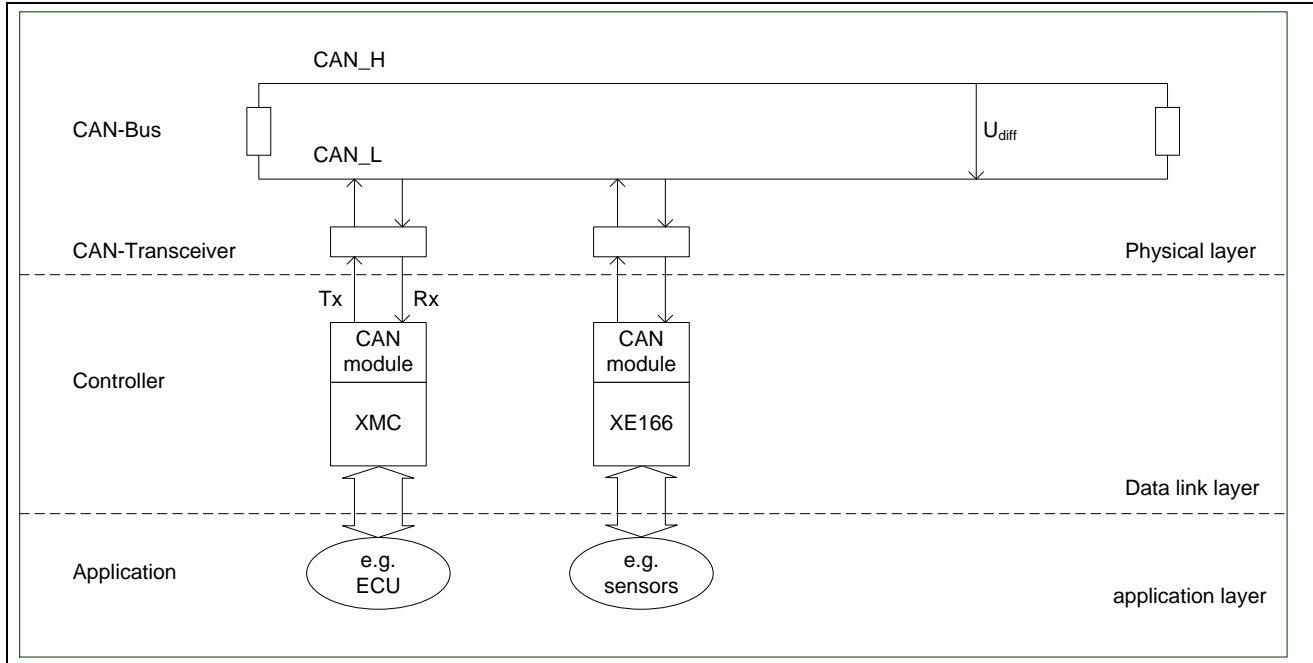 CAN_H
CAN-Bus
U_diff
CAN_L
CAN-Transceiver
Physical layer
Tx
Rx
CAN
module
CAN
module
Controller
XMC
XE166
Data link layer
Application
e.g.
ECU
e.g.
sensors
application layer